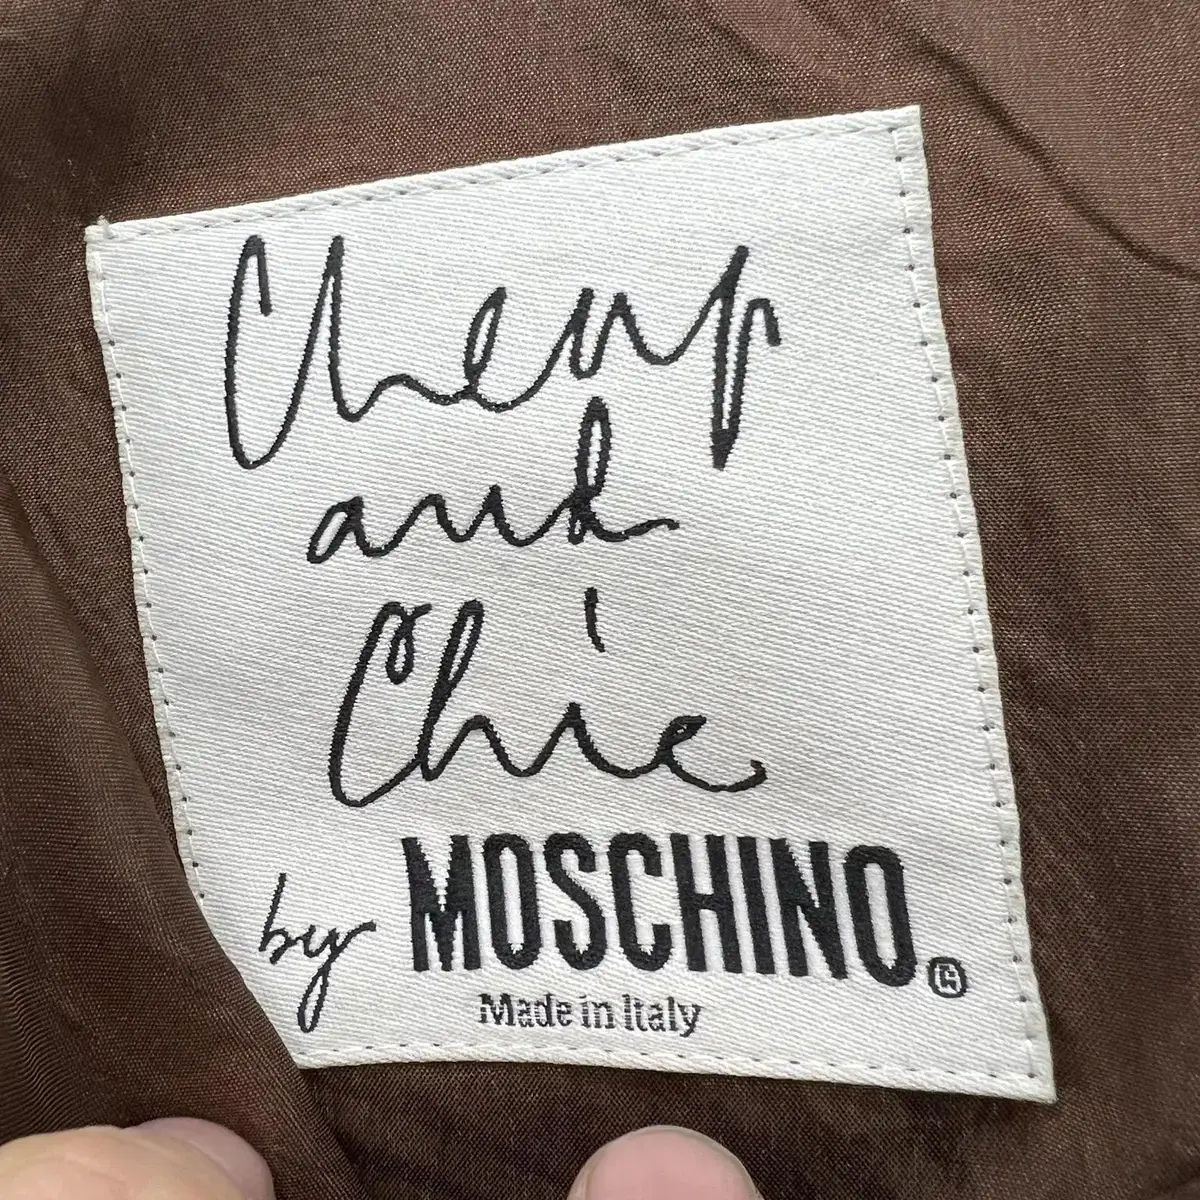 Cheap
and
Chic
by MOSCHINO®
Made in Italy